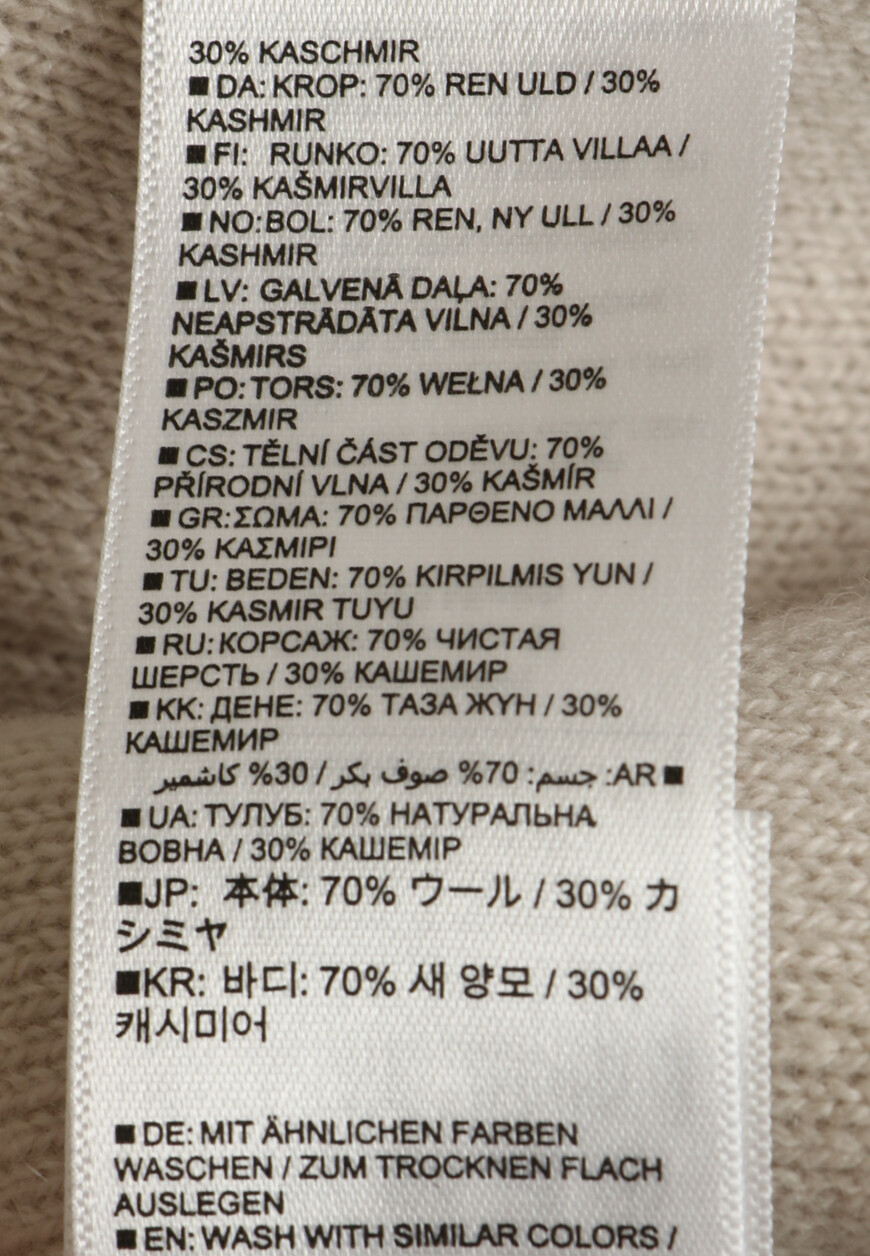 30% KASCHMIR
■ DA: KROP: 70% REN ULD / 30%
KASHMIR
■ FI: RUNKO: 70% UUTTA VILLAA /
30% KAŠMIRVILLA
■ NO: BOL: 70% REN, NY ULL / 30%
KASHMIR
■ LV: GALVENĀ DAĻA: 70%
NEAPSTRĀDĀTA VILNA / 30%
KAŠMIRS
■ PO: TORS: 70% WEŁNA / 30%
KASZMIR
■ CS: TĚLNÍ ČÁST ODĚVU: 70%
PŘÍRODNÍ VLNA / 30% KAŠMÍR
■ GR: ΣΩΜΑ: 70% ΠΑΡΘΕΝΟ ΜΑΛΛΙ /
30% ΚΑΣΜΙΡΙ
■ TU: BEDEN: 70% KIRPILMIS YUN /
30% KASMIR TUYU
■ RU: КОРСАЖ: 70% ЧИСТАЯ
ШЕРСТЬ / 30% КАШЕМИР
■ KK: ДЕНЕ: 70% ТАЗА ЖҮН / 30%
КАШЕМИР
■ AR: جسم: 70% صوف بكر / 30% كاشمير
■ UA: ТУЛУБ: 70% НАТУРАЛЬНА
ВОВНА / 30% КАШЕМІР
■JP: 本体: 70% ウール / 30% カ
シミヤ
■KR: 바디: 70% 새 양모 / 30%
캐시미어
■ DE: MIT ÄHNLICHEN FARBEN
WASCHEN / ZUM TROCKNEN FLACH
AUSLEGEN
■ EN: WASH WITH SIMILAR COLORS /